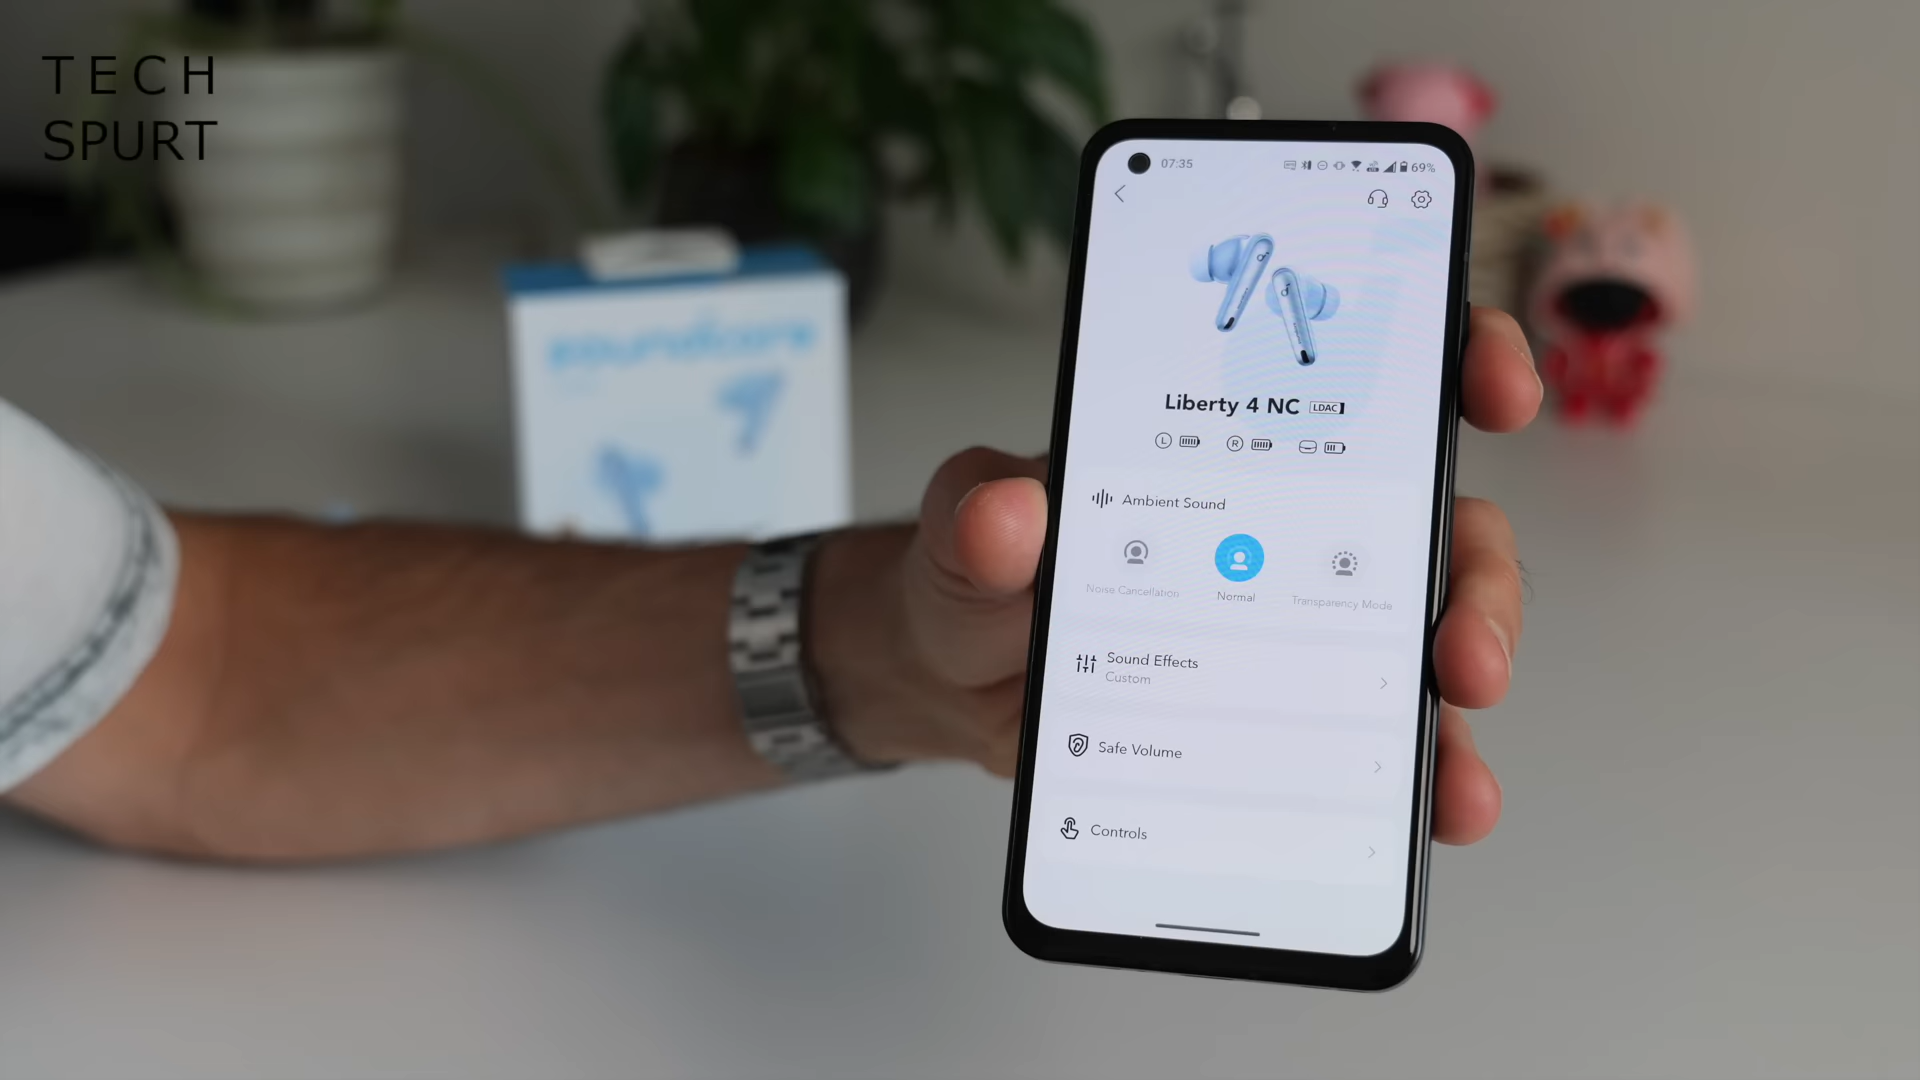 TECH
SPURT
07:35
69%
soundcore
Liberty 4 NC LDAC
L
R
Ambient Sound
Noise Cancellation
Normal
Transparency Mode
Sound Effects
Custom
Safe Volume
Controls